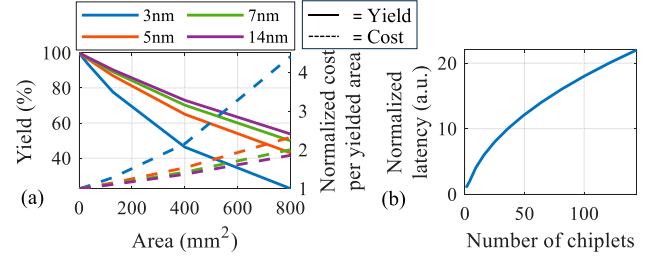 3nm 7nm
5nm 14nm
= Yield
= Cost
100
80
60
40
Yield (%)
0 200 400 600 800
Area (mm²)
4
3
2
1
Normalized cost
per yielded area
(a)
20
10
0
Normalized
latency (a.u.)
0 50 100
Number of chiplets
(b)